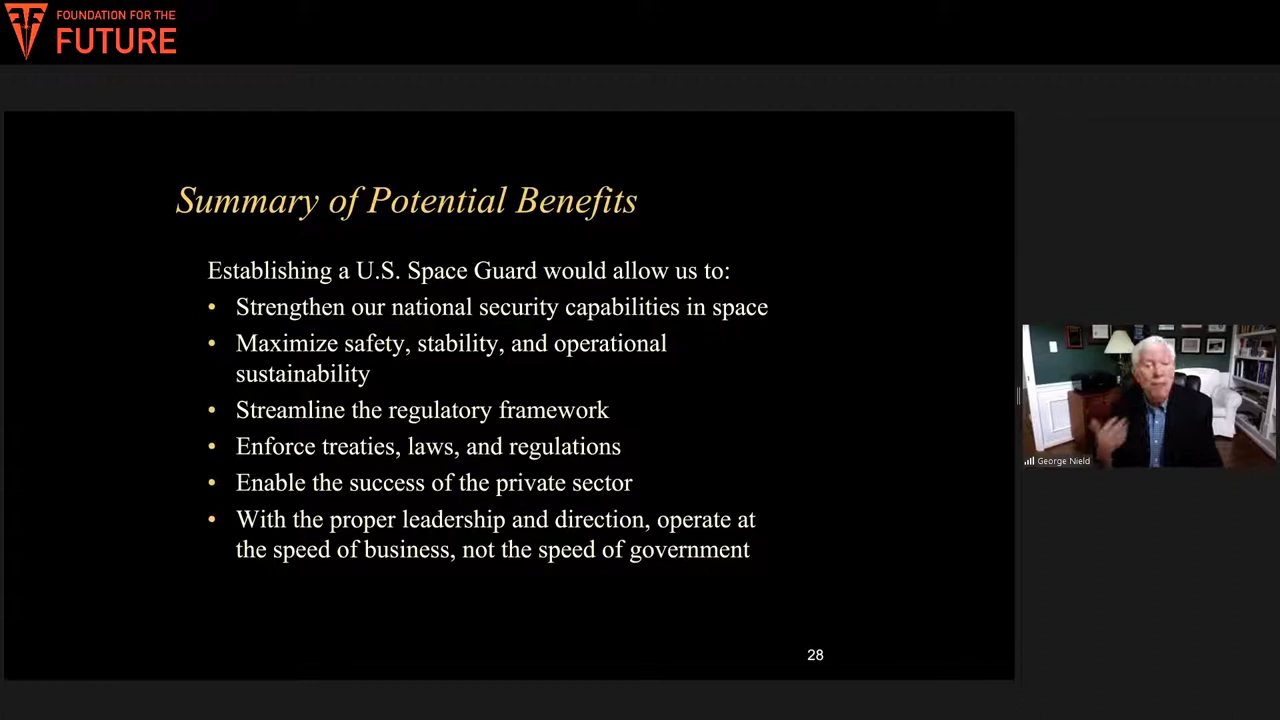 FOUNDATION FOR THE
FUTURE
Summary of Potential Benefits
Establishing a U.S. Space Guard would allow us to:
• Strengthen our national security capabilities in space
• Maximize safety, stability, and operational
sustainability
• Streamline the regulatory framework
• Enforce treaties, laws, and regulations
• Enable the success of the private sector
• With the proper leadership and direction, operate at
the speed of business, not the speed of government
28
George Nield